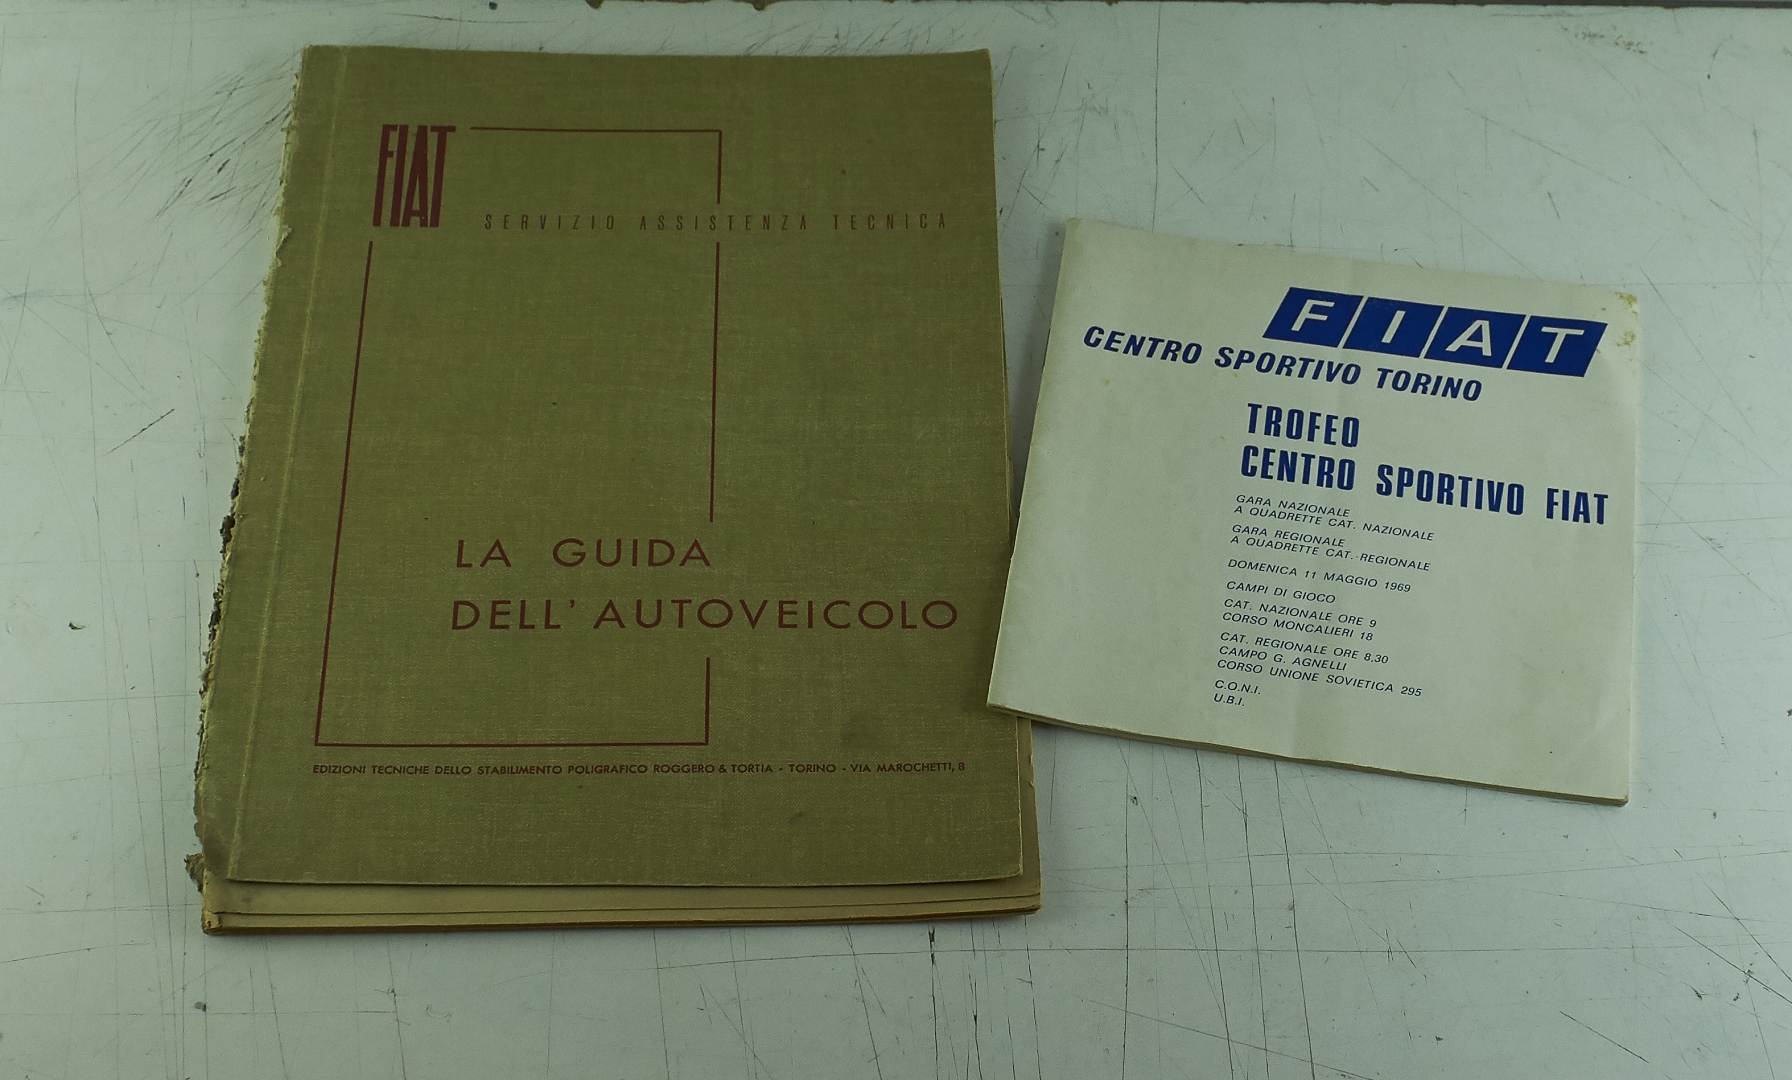 FIAT
SERVIZIO ASSISTENZA TECNICA
LA GUIDA
DELL'AUTOVEICOLO
EDIZIONI TECNICHE DELLO STABILIMENTO POLIGRAFICO ROGGERO & TORTIA - TORINO - VIA MAROCHETTI, 8
FIAT
CENTRO SPORTIVO TORINO
TROFEO
CENTRO SPORTIVO FIAT
GARA NAZIONALE
A QUADRETTE CAT. NAZIONALE
GARA REGIONALE
A QUADRETTE CAT. REGIONALE
DOMENICA 11 MAGGIO 1969
CAMPI DI GIOCO
CAT. NAZIONALE ORE 9
CORSO MONCALIERI 18
CAT. REGIONALE ORE 8.30
CAMPO G. AGNELLI
CORSO UNIONE SOVIETICA 295
C.O.N.I.
U.B.I.